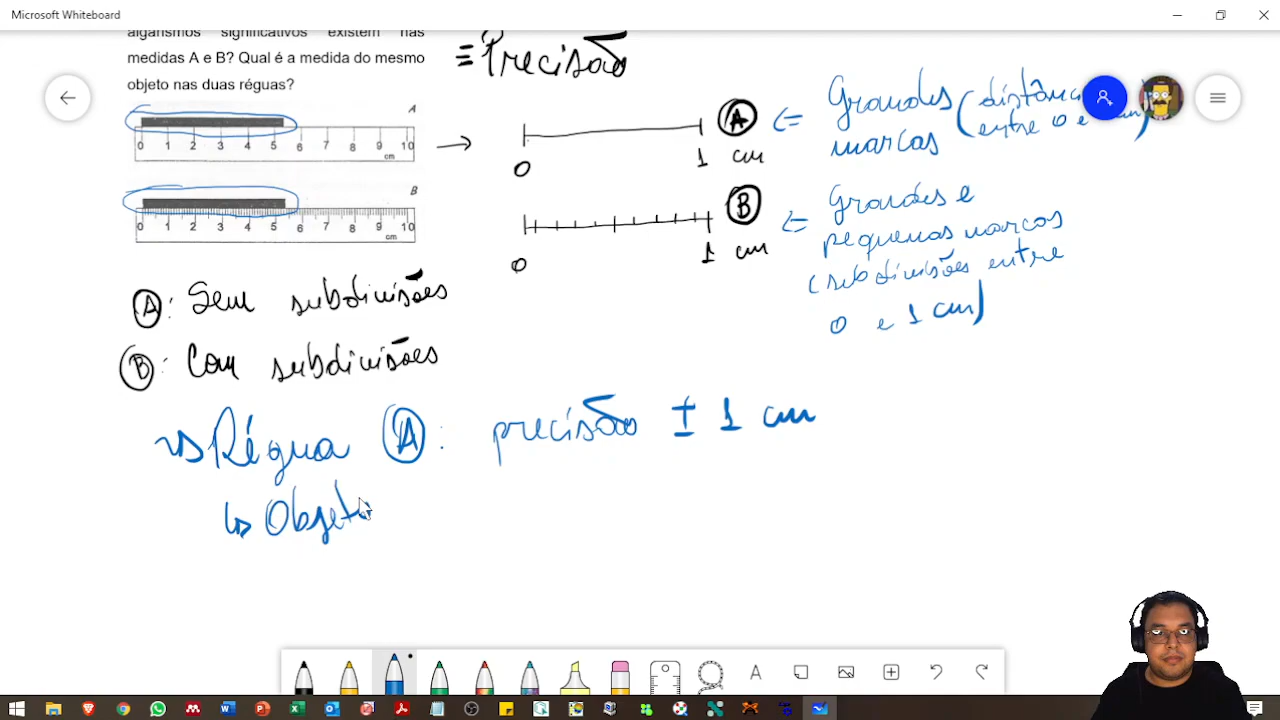 Microsoft Whiteboard
algarismos significativos existem nas
medidas A e B? Qual é a medida do mesmo
objeto nas duas réguas?
≡ Precisão
A
0 1 2 3 4 5 6 7 8 9 10
cm
B
0 1 2 3 4 5 6 7 8 9 10
cm
→
0 1 cm
A ⇐ Grandes marcas (distância entre 0 e cm)
0 1 cm
B ⇐ Grandes e
pequenas marcas
(subdivisões entre
0 e 1 cm)
A: Sem subdivisões
B: Com subdivisões
Régua A: precisão ± 1 cm
↳ Objeto
A